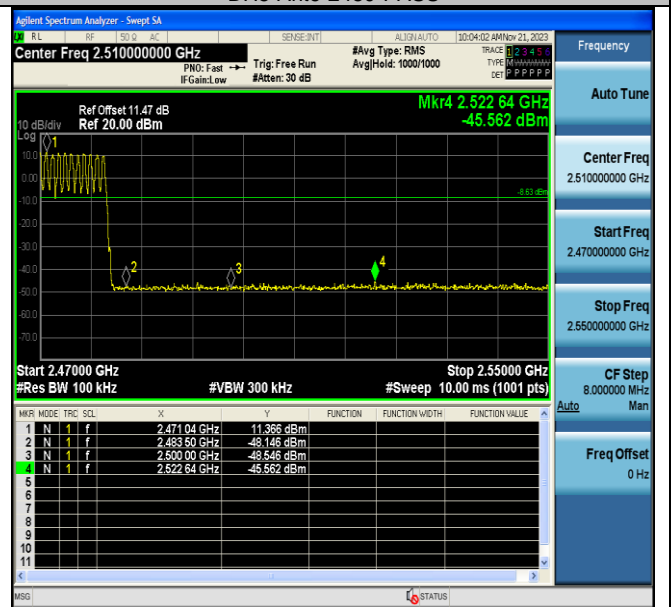 Agilent Spectrum Analyzer - Swept SA
RL RF 50 Ω AC SENSE:INT ALIGN AUTO 10:04:02 AM Nov 21, 2023
Center Freq 2.510000000 GHz
PNO: Fast
IFGain:Low
Trig: Free Run
#Atten: 30 dB
#Avg Type: RMS
Avg|Hold: 1000/1000
TRACE 1 2 3 4 5 6
TYPE M
DET P P P P P P
Frequency
Ref Offset 11.47 dB
10 dB/div Ref 20.00 dBm
Log
Mkr4 2.522 64 GHz
-45.562 dBm
10.0
0.00
-10.0
-20.0
-30.0
-40.0
-50.0
-60.0
-70.0
1
2
3
4
-8.63 dBm
Start 2.47000 GHz Stop 2.55000 GHz
#Res BW 100 kHz #VBW 300 kHz #Sweep 10.00 ms (1001 pts)
MKR MODE TRC SCL X Y FUNCTION FUNCTION WIDTH FUNCTION VALUE
1 N 1 f 2.471 04 GHz 11.366 dBm
2 N 1 f 2.483 50 GHz -48.146 dBm
3 N 1 f 2.500 00 GHz -48.546 dBm
4 N 1 f 2.522 64 GHz -45.562 dBm
5
6
7
8
9
10
11
MSG STATUS
Auto Tune
Center Freq
2.510000000 GHz
Start Freq
2.470000000 GHz
Stop Freq
2.550000000 GHz
CF Step
8.000000 MHz
Auto Man
Freq Offset
0 Hz